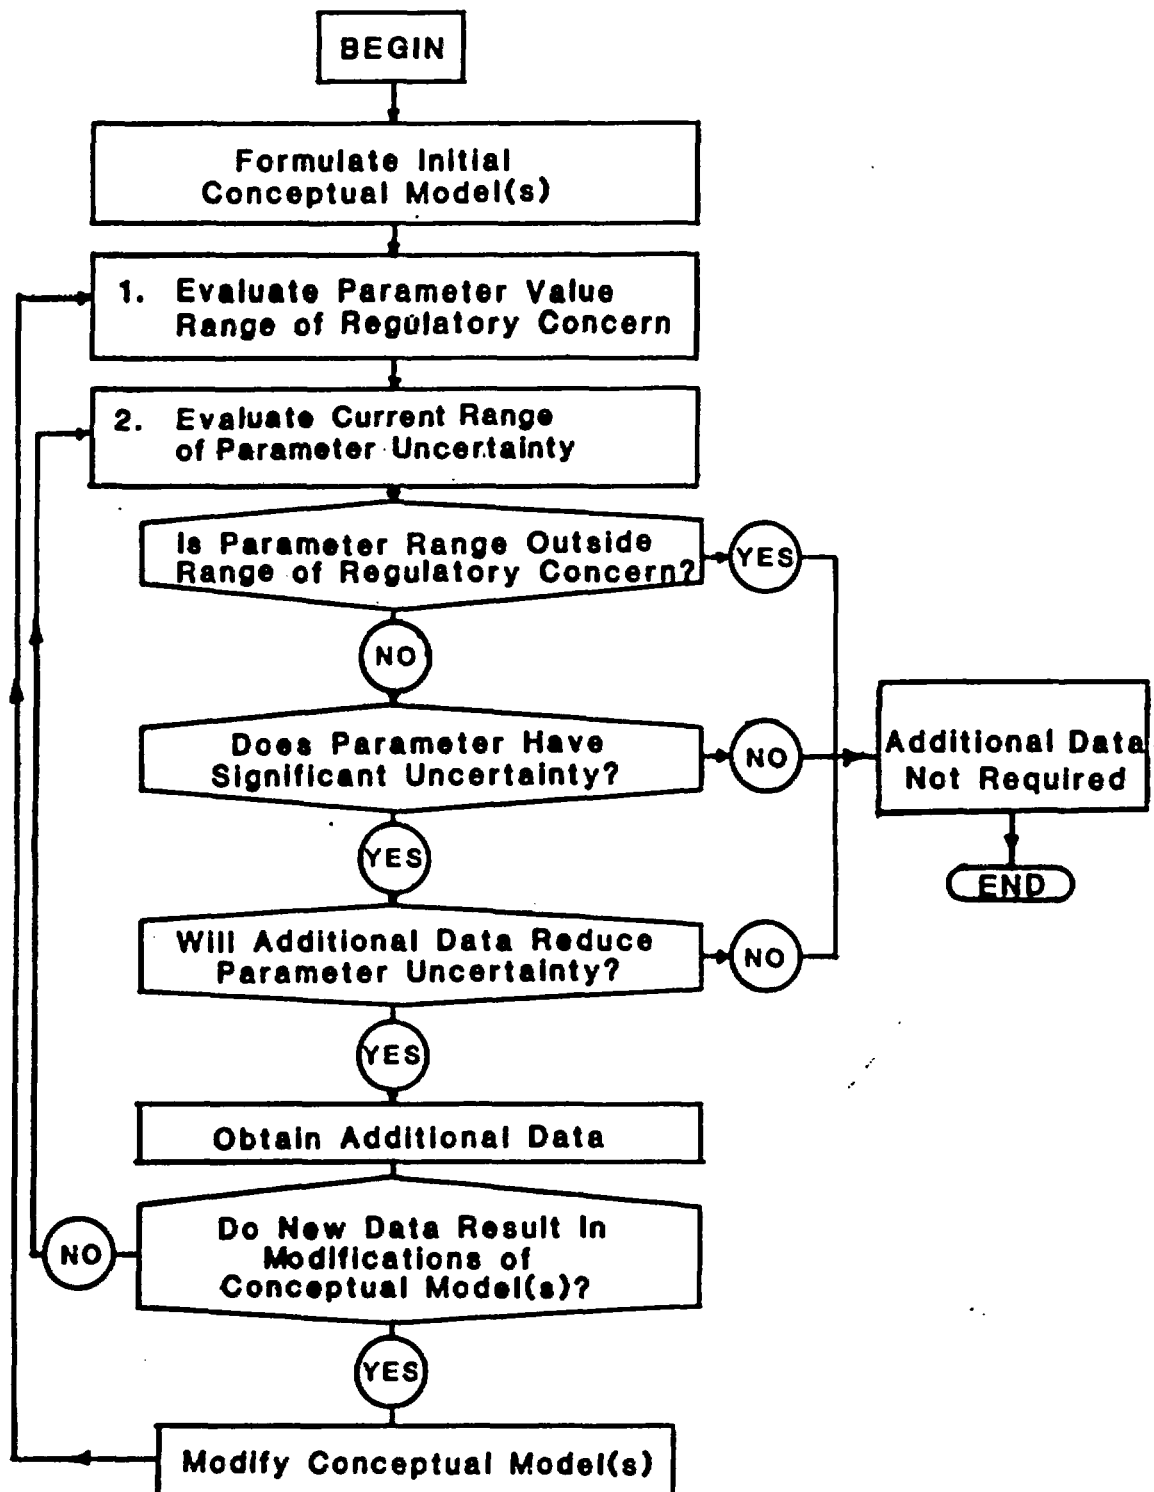 BEGIN
Formulate Initial
Conceptual Model(s)
1. Evaluate Parameter Value
Range of Regulatory Concern
2. Evaluate Current Range
of Parameter Uncertainty
Is Parameter Range Outside
Range of Regulatory Concern?
YES
NO
Does Parameter Have
Significant Uncertainty?
NO
Additional Data
Not Required
END
YES
Will Additional Data Reduce
Parameter Uncertainty?
NO
YES
Obtain Additional Data
Do New Data Result In
Modifications of
Conceptual Model(s)?
NO
YES
Modify Conceptual Model(s)